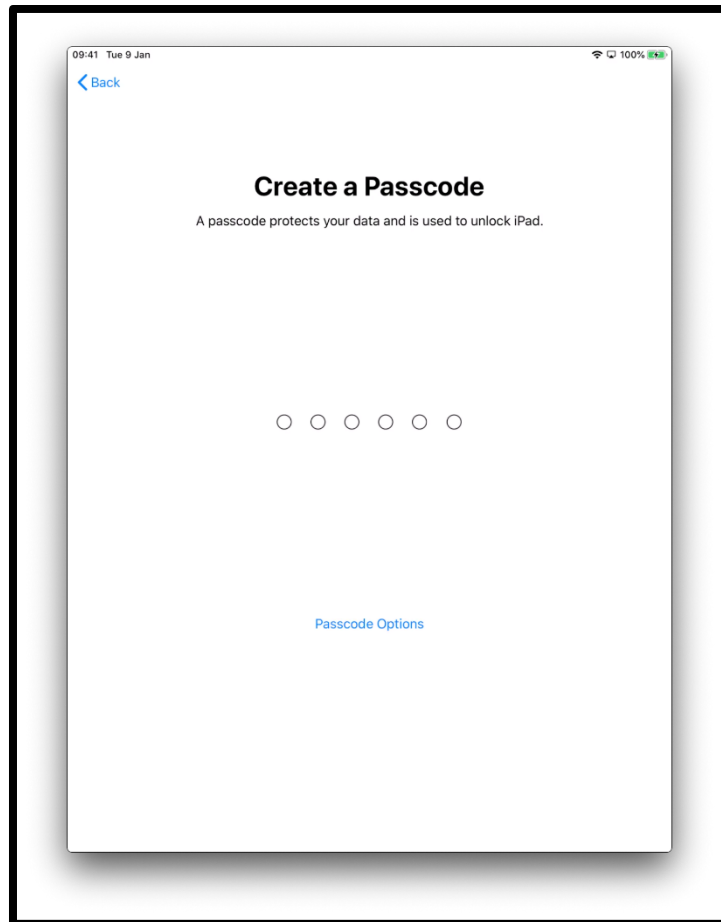 09:41 Tue 9 Jan 100%
Back
Create a Passcode
A passcode protects your data and is used to unlock iPad.
Passcode Options